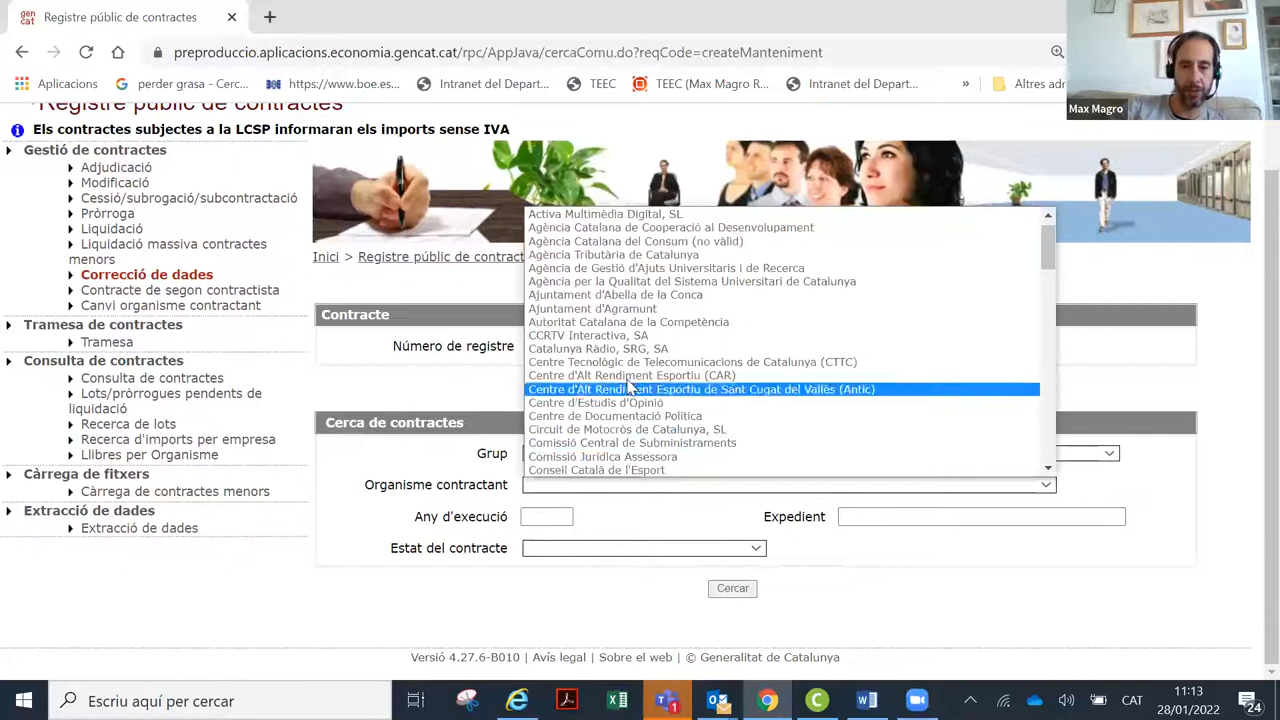 gen
cat
Registre públic de contractes
preproduccio.aplicacions.economia.gencat.cat/rpc/AppJava/cercaComu.do?reqCode=createManteniment
Aplicacions
perder grasa - Cerc...
https://www.boe.es...
Intranet del Depart...
TEEC
TEEC (Max Magro R...
Intranet del Depart...
»
Altres adr
Max Magro
Registre públic de contractes
Els contractes subjectes a la LCSP informaran els imports sense IVA
Gestió de contractes
Adjudicació
Modificació
Cessió/subrogació/subcontractació
Pròrroga
Liquidació
Liquidació massiva contractes
menors
Correcció de dades
Contracte de segon contractista
Canvi organisme contractant
Tramesa de contractes
Tramesa
Consulta de contractes
Consulta de contractes
Lots/pròrrogues pendents de
liquidació
Recerca de lots
Recerca d'imports per empresa
Llibres per Organisme
Càrrega de fitxers
Càrrega de contractes menors
Extracció de dades
Extracció de dades
Inici / Registre públic de contract
Contracte
Número de registre
Cerca de contractes
Grup
Organisme contractant
Any d'execució
Expedient
Estat del contracte
Cercar
Activa Multimèdia Digital, SL
Agència Catalana de Cooperació al Desenvolupament
Agència Catalana del Consum (no vàlid)
Agència Tributària de Catalunya
Agència de Gestió d'Ajuts Universitaris i de Recerca
Agència per la Qualitat del Sistema Universitari de Catalunya
Ajuntament d'Abella de la Conca
Ajuntament d'Agramunt
Autoritat Catalana de la Competència
CCRTV Interactiva, SA
Catalunya Ràdio, SRG, SA
Centre Tecnològic de Telecomunicacions de Catalunya (CTTC)
Centre d'Alt Rendiment Esportiu (CAR)
Centre d'Alt Rendiment Esportiu de Sant Cugat del Vallès (Antic)
Centre d'Estudis d'Opinió
Centre de Documentació Política
Circuit de Motocròs de Catalunya, SL
Comissió Central de Subministraments
Comissió Jurídica Assessora
Consell Català de l'Esport
Versió 4.27.6-B010 | Avís legal | Sobre el web | © Generalitat de Catalunya
Escriu aquí per cercar
1
CAT
11:13
28/01/2022
24